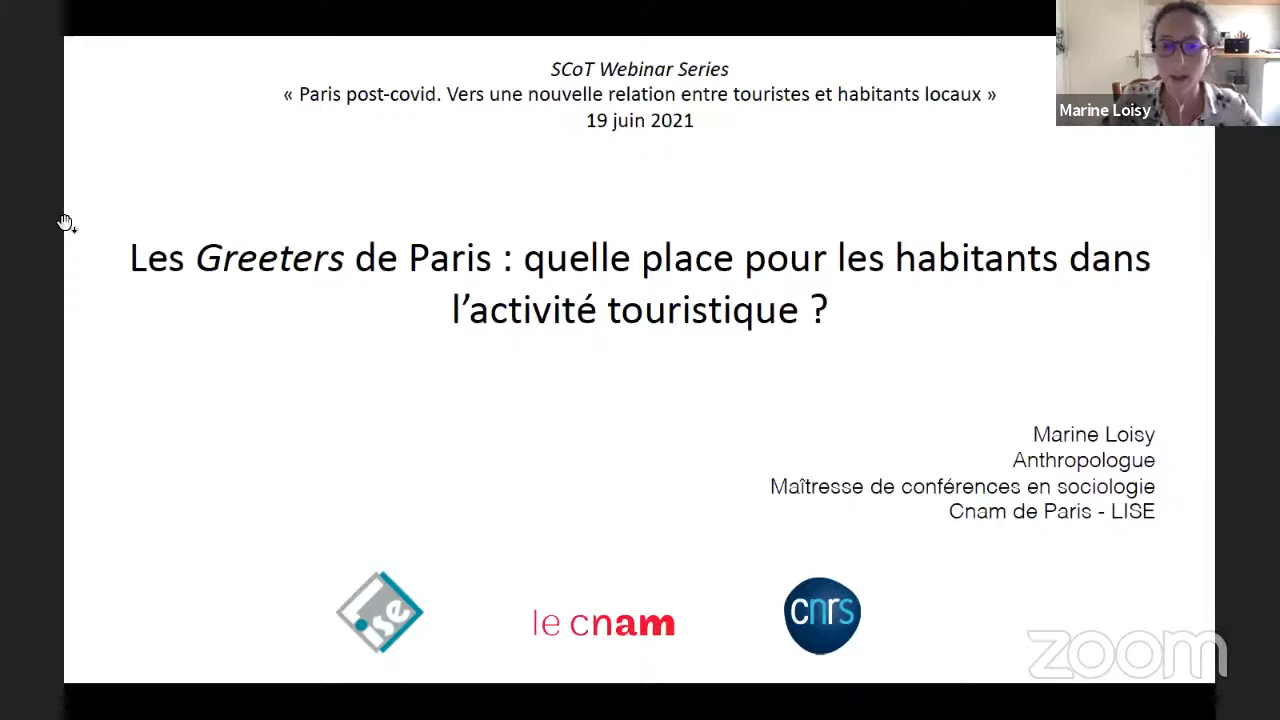 SCoT Webinar Series
« Paris post-covid. Vers une nouvelle relation entre touristes et habitants locaux »
19 juin 2021
Marine Loisy
Les Greeters de Paris : quelle place pour les habitants dans
l’activité touristique ?
Marine Loisy
Anthropologue
Maîtresse de conférences en sociologie
Cnam de Paris - LISE
lise
le cnam
cnrs
zoom